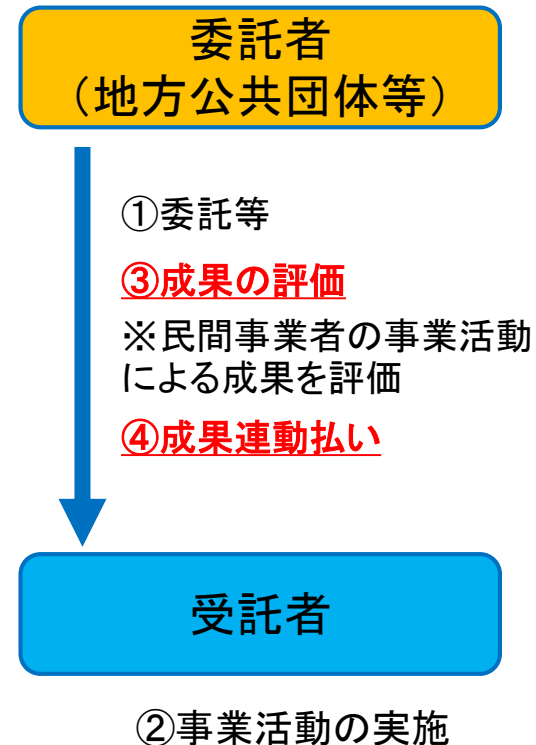 委託者
（地方公共団体等）
①委託等
③成果の評価
※民間事業者の事業活動
による成果を評価
④成果連動払い
受託者
②事業活動の実施